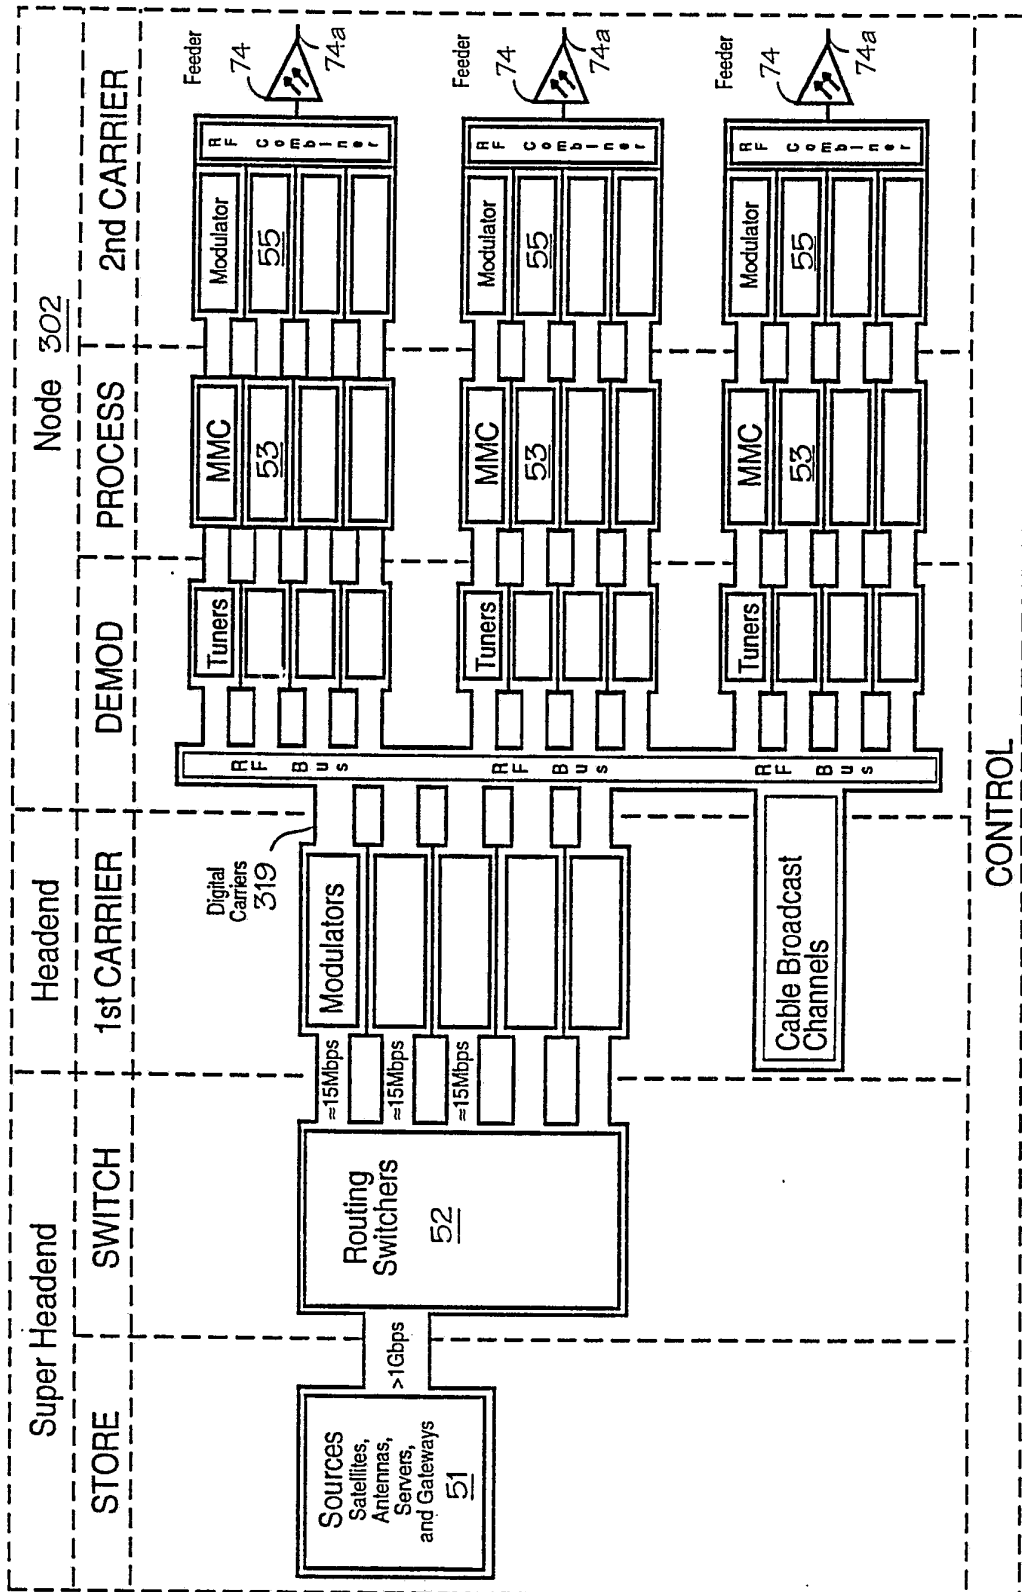 Super Headend
Headend
Node 302
STORE
SWITCH
1st CARRIER
DEMOD
PROCESS
2nd CARRIER
Sources
Satellites,
Antennas,
Servers,
and Gateways
51
>1Gbps
Routing
Switchers
52
≈15Mbps
≈15Mbps
≈15Mbps
Modulators
Digital
Carriers
319
Cable Broadcast
Channels
RF Bus
RF Bus
RF Bus
Tuners
MMC
53
Modulator
55
RF Combiner
Feeder
74
74a
Tuners
MMC
53
Modulator
55
RF Combiner
Feeder
74
74a
Tuners
MMC
53
Modulator
55
RF Combiner
Feeder
74
74a
CONTROL